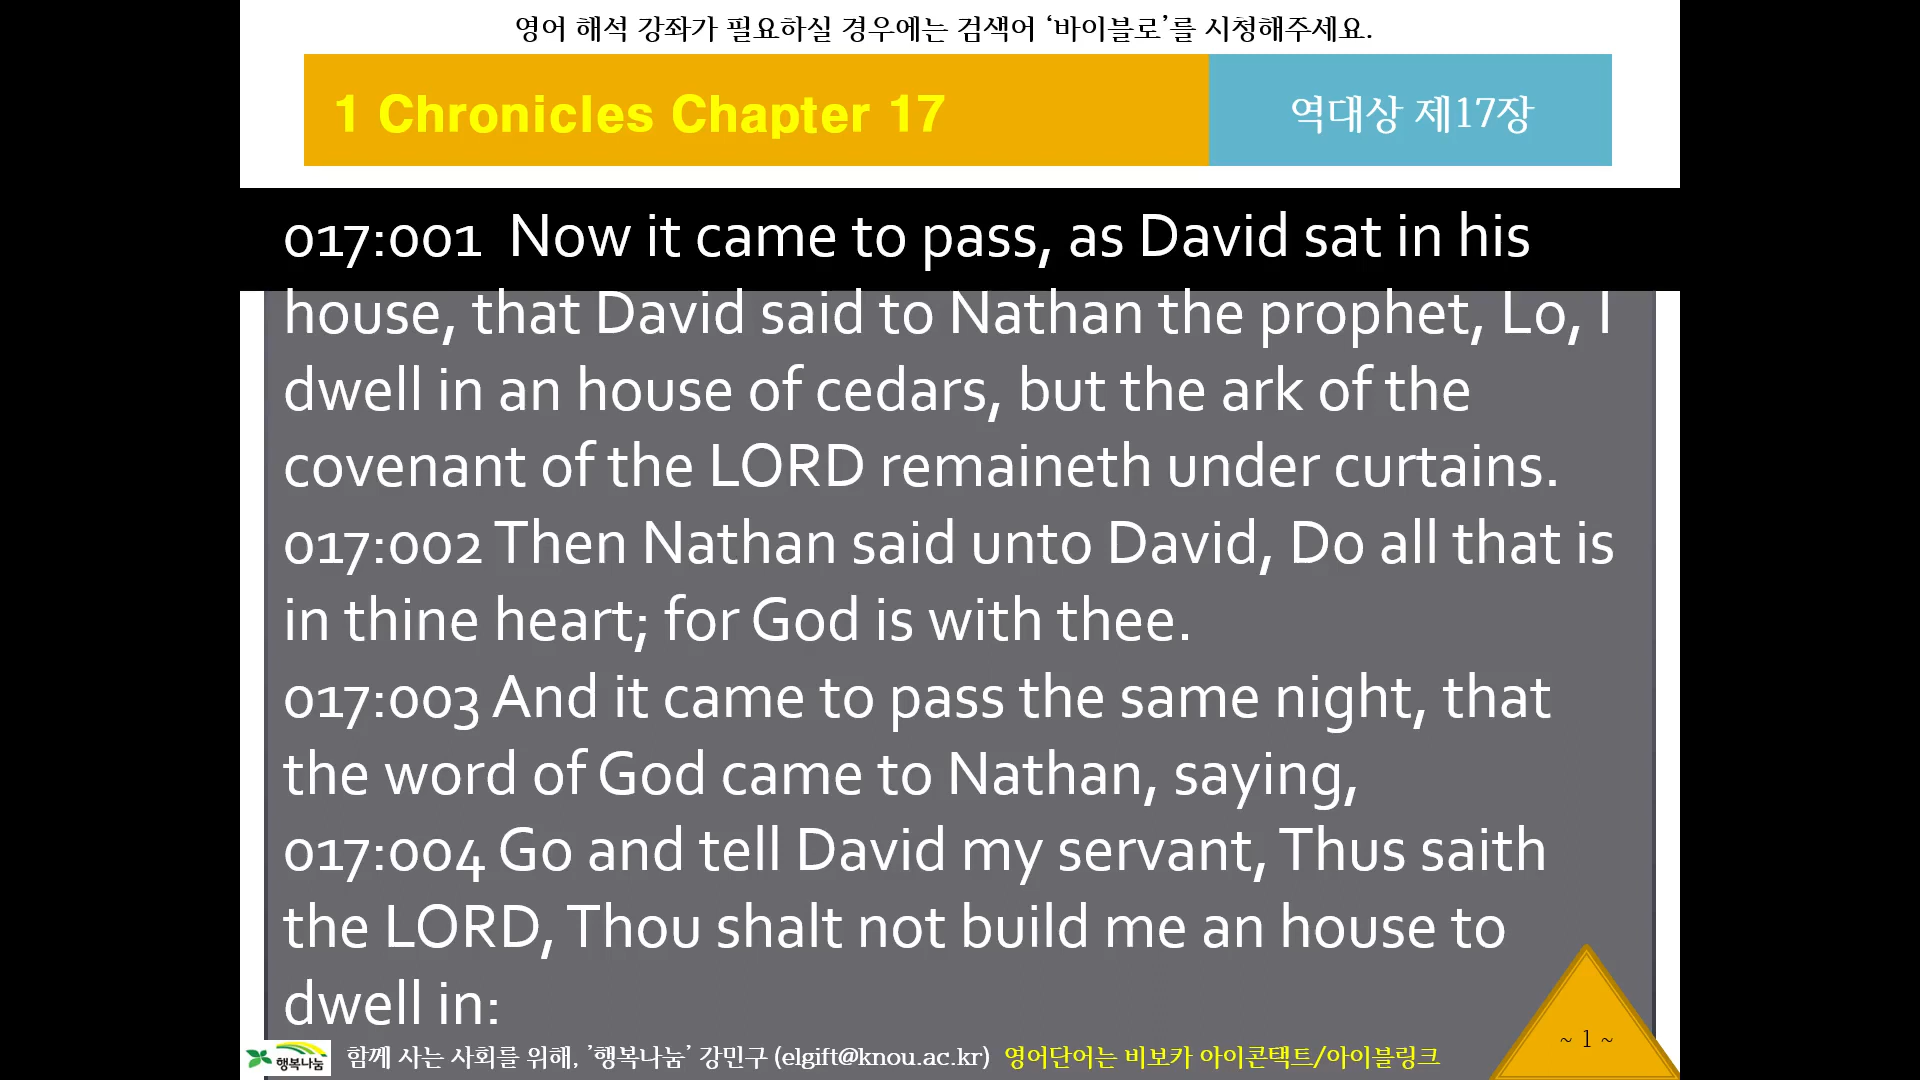 영어 해석 강좌가 필요하실 경우에는 검색어 ‘바이블로’를 시청해주세요.
1 Chronicles Chapter 17
역대상 제17장
017:001  Now it came to pass, as David sat in his
house, that David said to Nathan the prophet, Lo, I
dwell in an house of cedars, but the ark of the
covenant of the LORD remaineth under curtains.
017:002 Then Nathan said unto David, Do all that is
in thine heart; for God is with thee.
017:003 And it came to pass the same night, that
the word of God came to Nathan, saying,
017:004 Go and tell David my servant, Thus saith
the LORD, Thou shalt not build me an house to
dwell in:
~ 1 ~
행복나눔
함께 사는 사회를 위해, ’행복나눔’ 강민구 (elgift@knou.ac.kr)  영어단어는 비보카 아이콘택트/아이블링크